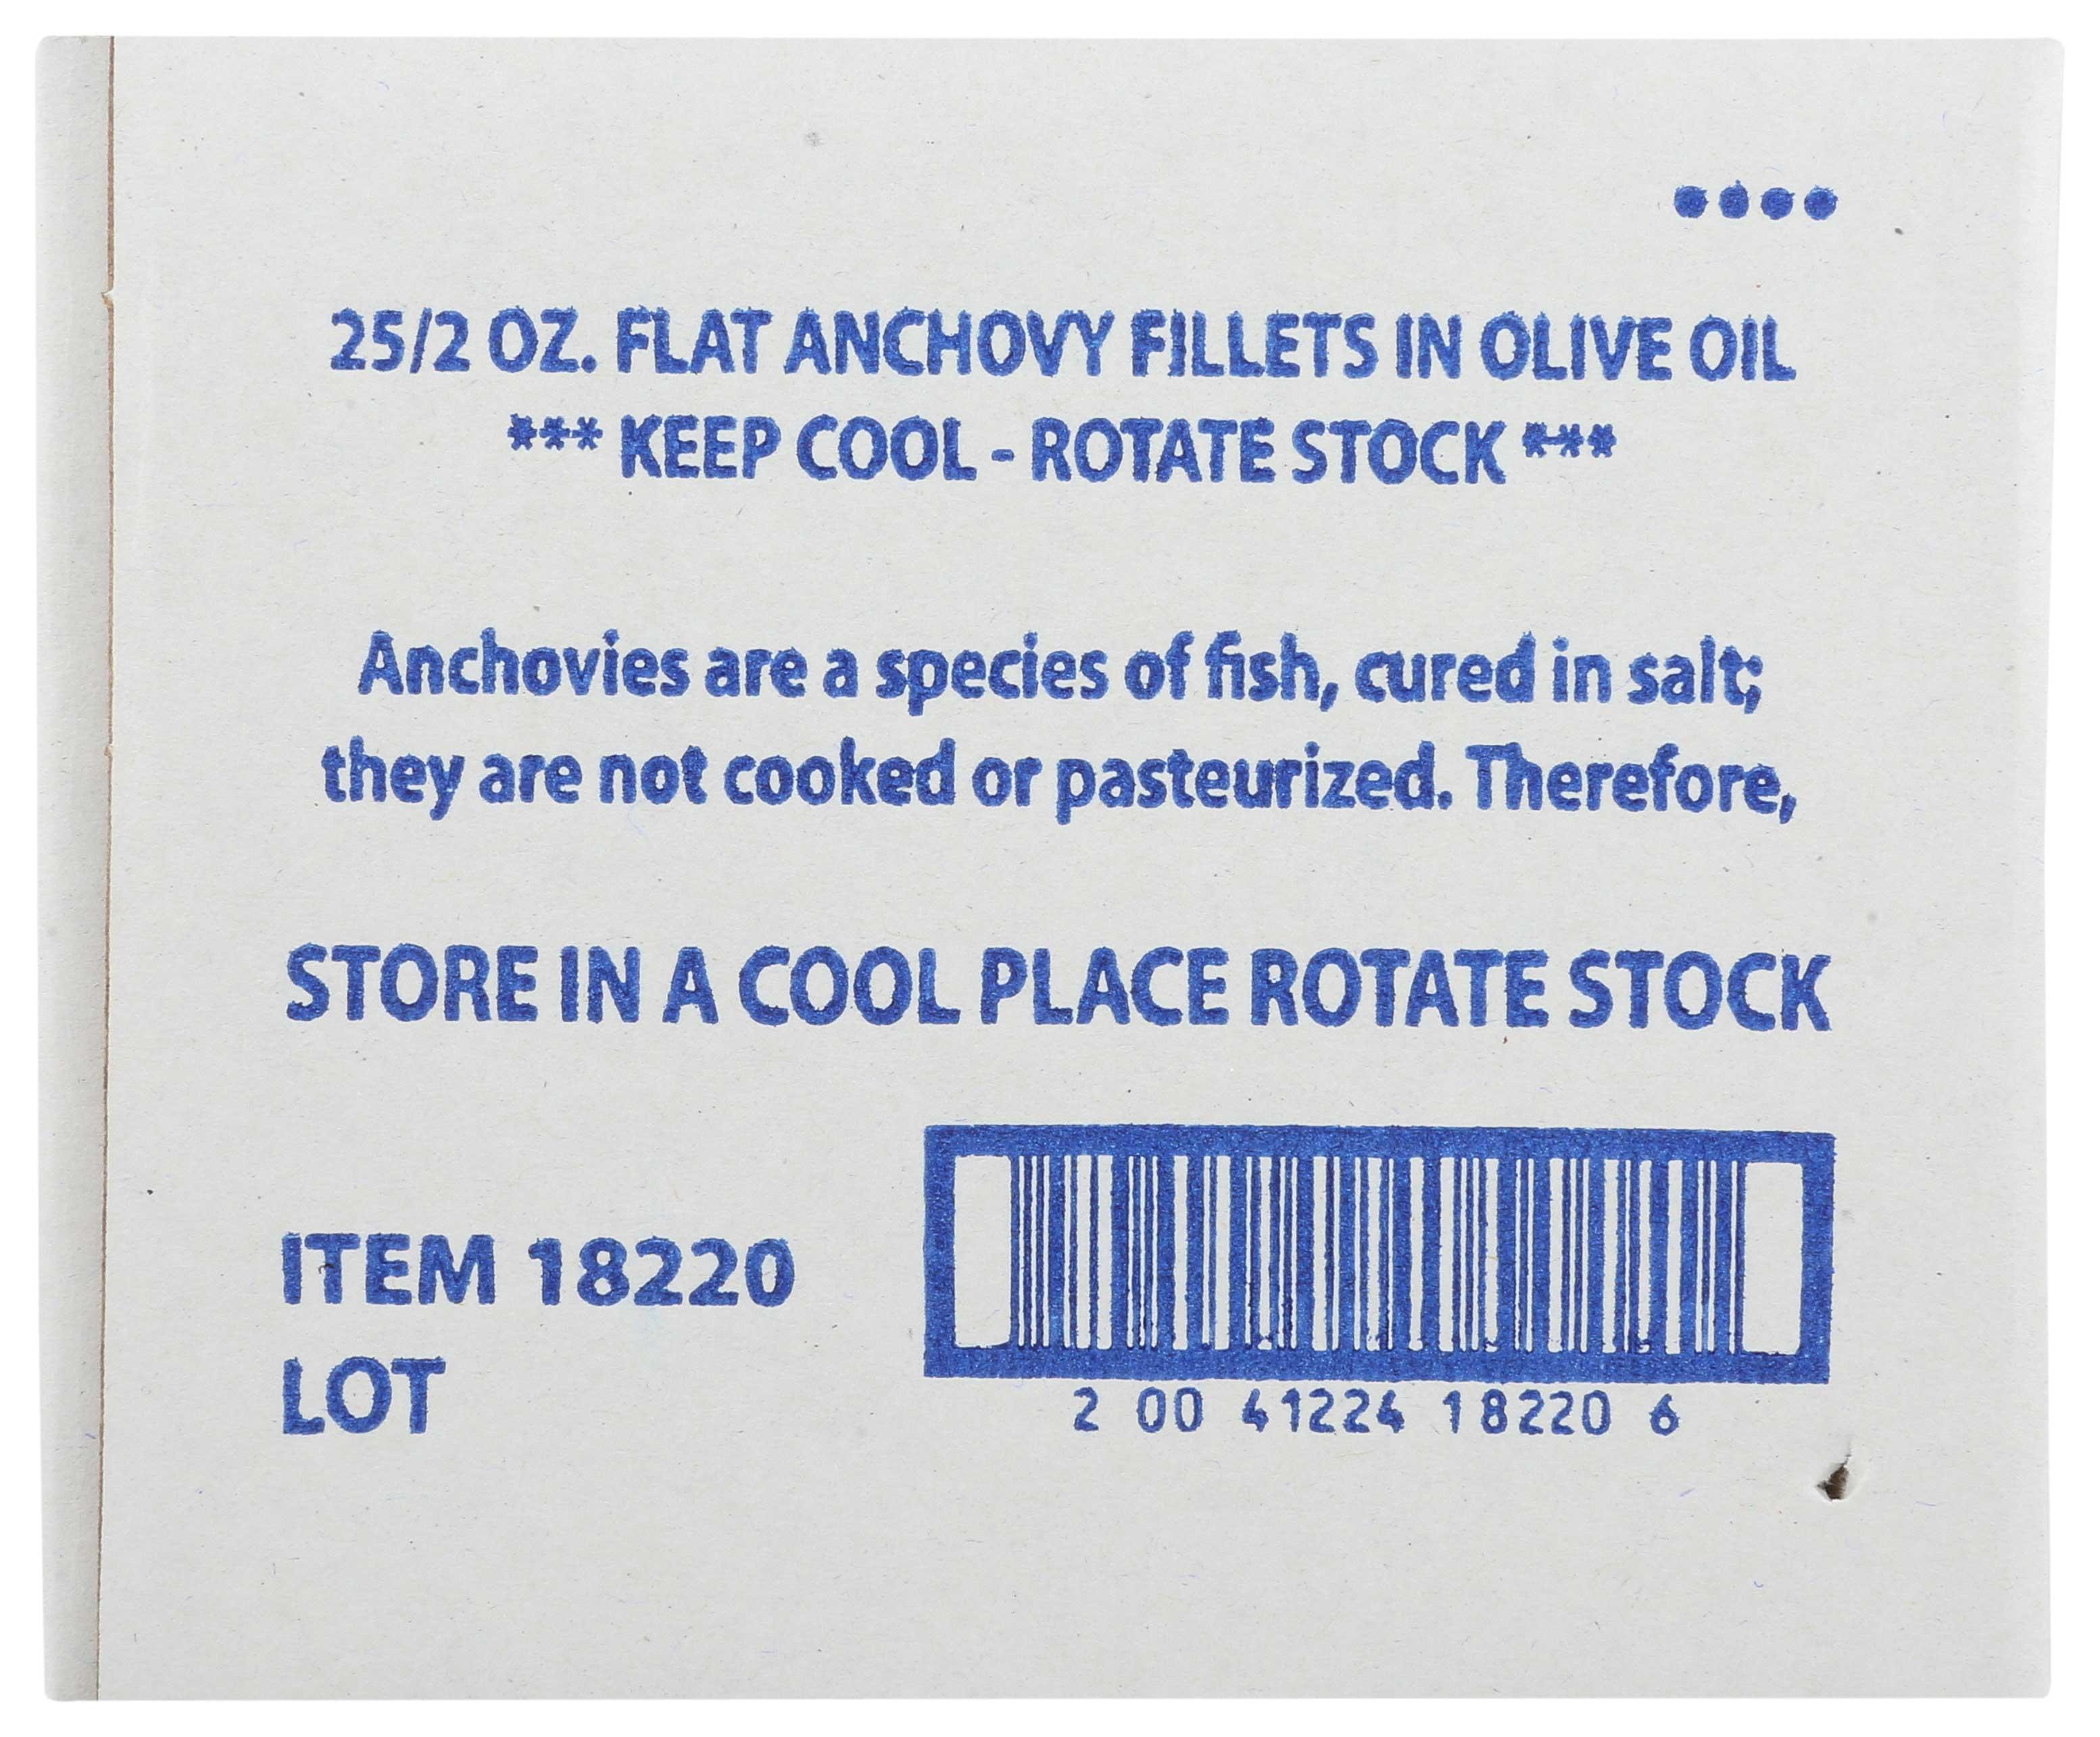 25/2 OZ. FLAT ANCHOVY FILLETS IN OLIVE OIL
*** KEEP COOL - ROTATE STOCK ***
Anchovies are a species of fish, cured in salt;
they are not cooked or pasteurized. Therefore,
STORE IN A COOL PLACE ROTATE STOCK
ITEM 18220
LOT
2 00 41224 18220 6